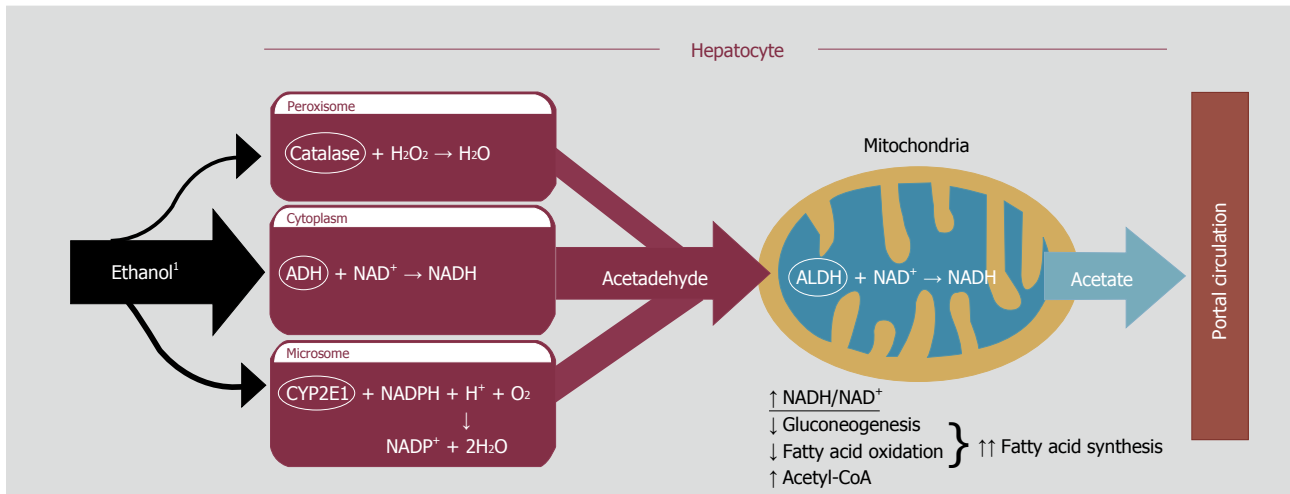 Hepatocyte
Peroxisome
Catalase + H₂O₂ → H₂O
Cytoplasm
ADH + NAD⁺ → NADH
Microsome
CYP2E1 + NADPH + H⁺ + O₂
↓
NADP⁺ + 2H₂O
Ethanol¹
Acetadehyde
Mitochondria
ALDH + NAD⁺ → NADH
Acetate
Portal circulation
↑ NADH/NAD⁺
↓ Gluconeogenesis
↓ Fatty acid oxidation } ↑↑ Fatty acid synthesis
↑ Acetyl-CoA